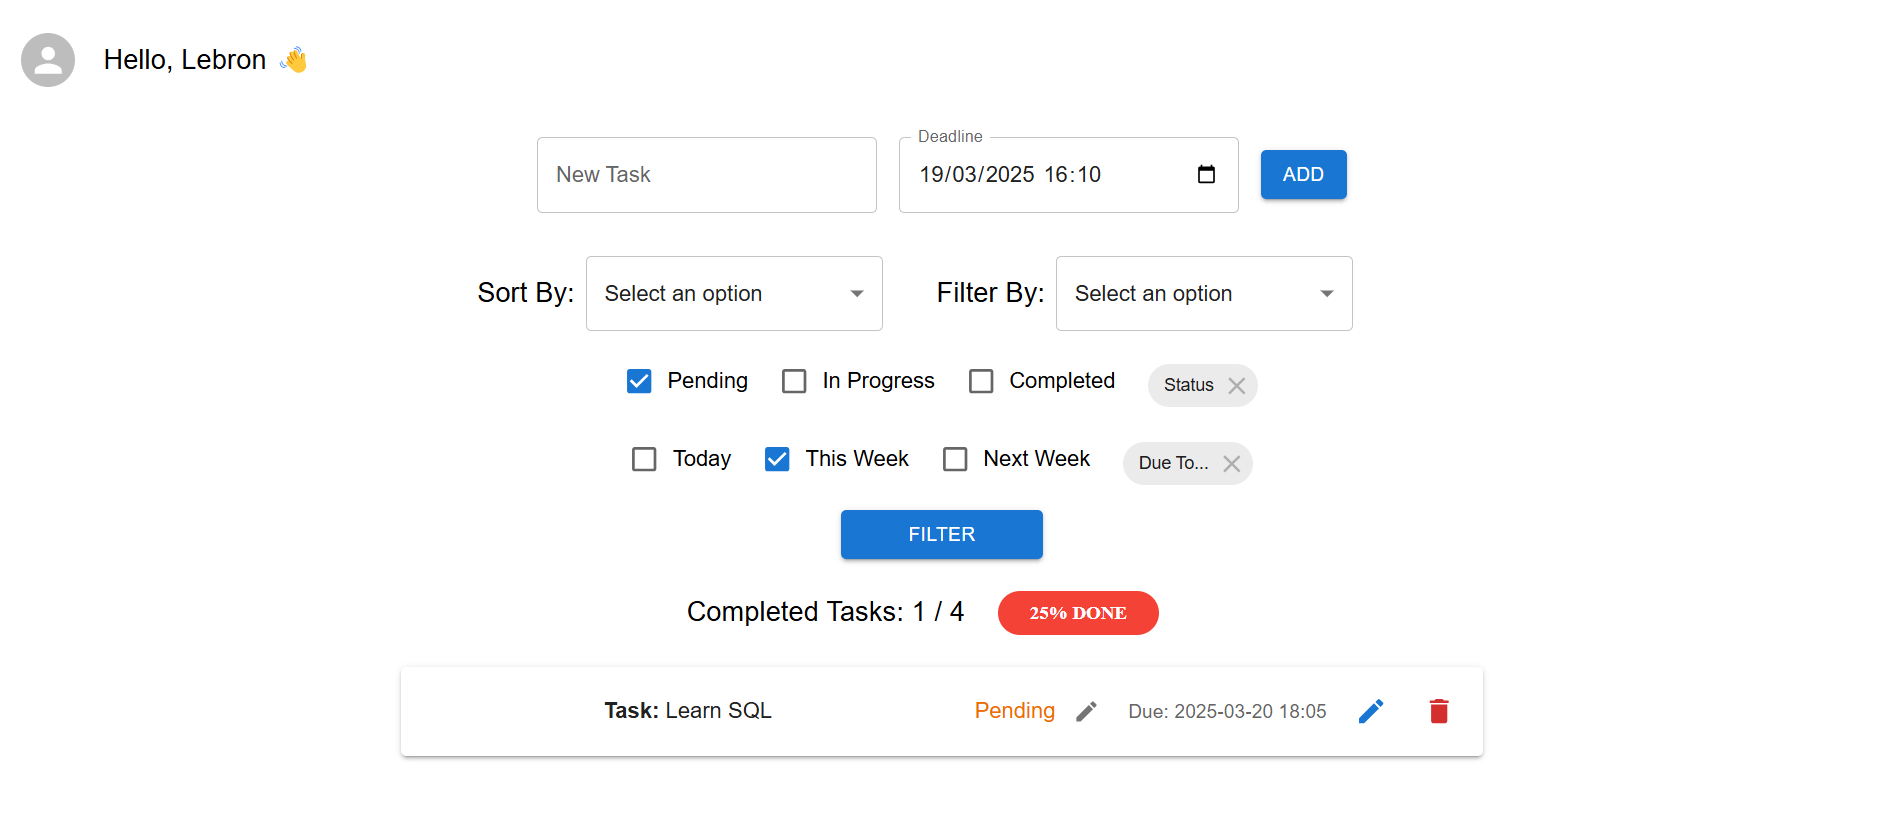 Hello, Lebron 👋
Deadline
New Task
19/03/2025 16:10
ADD
Sort By: Select an option Filter By: Select an option
Pending In Progress Completed Status
Today This Week Next Week Due To...
FILTER
Completed Tasks: 1 / 4 25% DONE
Task: Learn SQL Pending Due: 2025-03-20 18:05